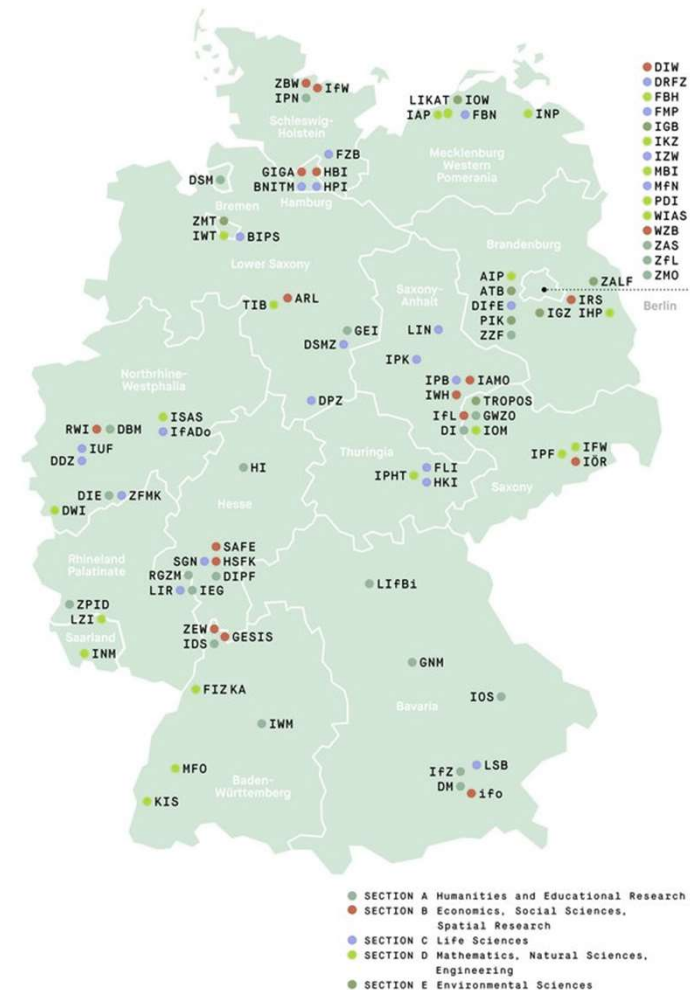 ZBW IfW
IPN
Schleswig-
Holstein
FZB
GIGA HBI
BNITM HPI
Hamburg
LIKAT IOW
IAP FBN INP
Mecklenburg
Western
Pomerania
DIW
DRFZ
FBH
FMP
IGB
IKZ
IZW
MBI
MfN
PDI
WIAS
WZB
ZAS
ZfL
ZMO
Berlin
DSM
Bremen
ZMT
IWT BIPS
Lower Saxony
TIB ARL
GEI
DSMZ
DPZ
Brandenburg
AIP
ATB
DIfE
PIK
ZZF
ZALF
IRS
IGZ IHP
Saxony-
Anhalt
LIN
IPK
IPB IAMO
IWH
TROPOS
IfL GWZO
DI IOM
Northrhine-
Westphalia
ISAS
RWI DBM IfADo
IUF
DDZ
DIE ZFMK
DWI
HI
Hesse
Thuringia
IPHT FLI
HKI
IFW
IPF
IÖR
Saxony
SAFE
SGN HSFK
RGZM DIPF
LIR IEG
Rhineland
Palatinate
ZPID
LZI
Saarland
INM
ZEW
GESIS
IDS
LIfBi
GNM
IOS
Bavaria
FIZKA
IWM
MFO
KIS
Baden-
Württemberg
LSB
IfZ
DM
ifo
SECTION A Humanities and Educational Research
SECTION B Economics, Social Sciences,
Spatial Research
SECTION C Life Sciences
SECTION D Mathematics, Natural Sciences,
Engineering
SECTION E Environmental Sciences